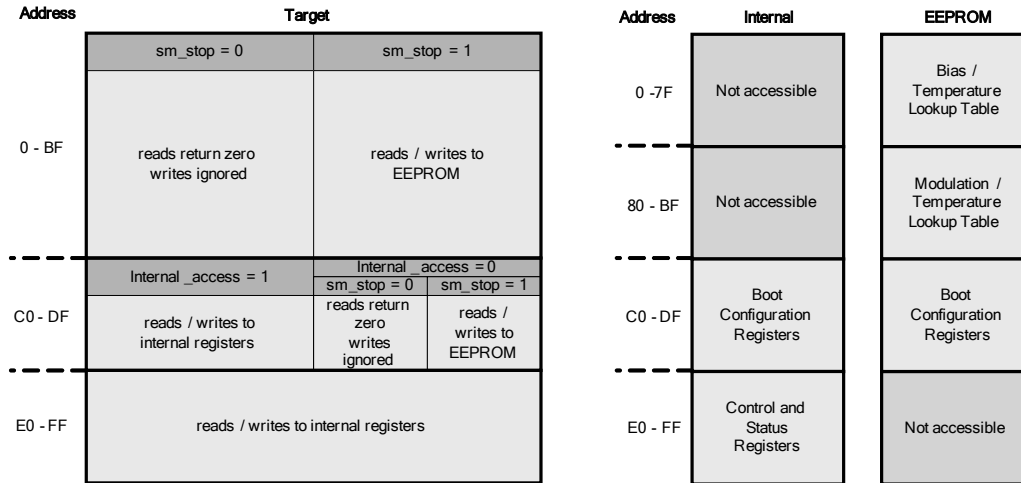 Address
Target
sm_stop = 0
sm_stop = 1
0 - BF
reads return zero
writes ignored
reads / writes to
EEPROM
Internal _access = 1
Internal _access = 0
sm_stop = 0
sm_stop = 1
C0 - DF
reads / writes to
internal registers
reads return
zero
writes
ignored
reads /
writes to
EEPROM
E0 - FF
reads / writes to internal registers
Address
Internal
EEPROM
0 -7F
Not accessible
Bias /
Temperature
Lookup Table
80 - BF
Not accessible
Modulation /
Temperature
Lookup Table
C0 - DF
Boot
Configuration
Registers
Boot
Configuration
Registers
E0 - FF
Control and
Status
Registers
Not accessible